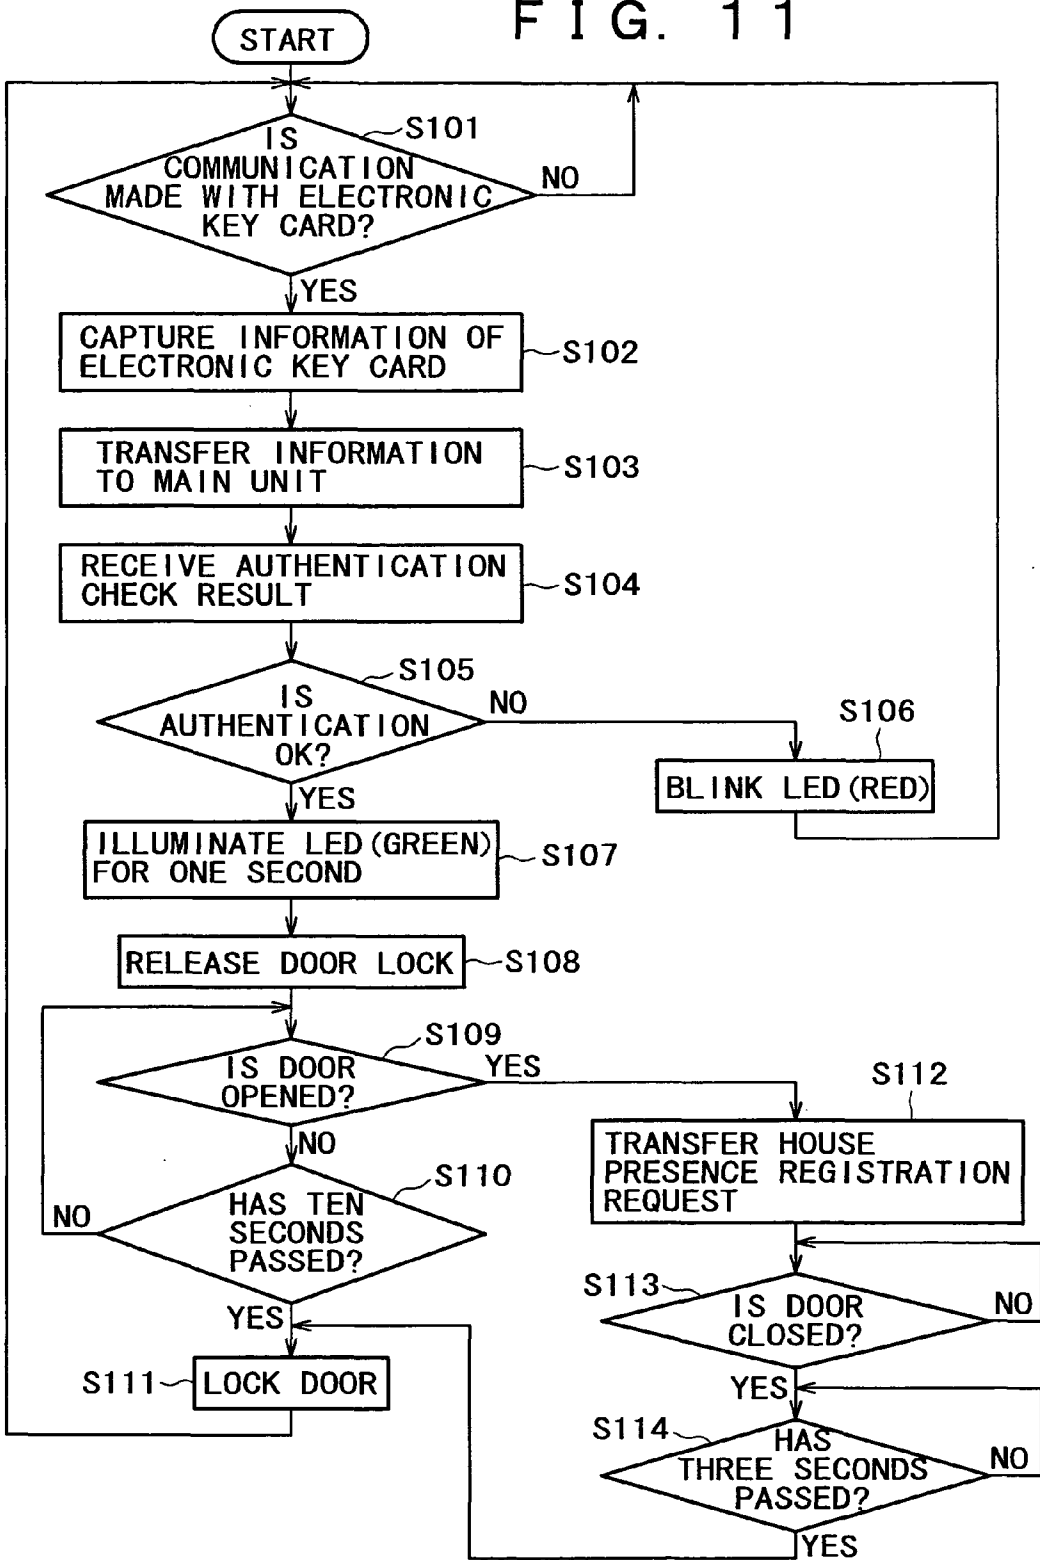 FIG. 11
START
S101
IS
COMMUNICATION
MADE WITH ELECTRONIC
KEY CARD?
NO
YES
CAPTURE INFORMATION OF
ELECTRONIC KEY CARD
S102
TRANSFER INFORMATION
TO MAIN UNIT
S103
RECEIVE AUTHENTICATION
CHECK RESULT
S104
S105
IS
AUTHENTICATION
OK?
NO
YES
S106
BLINK LED (RED)
ILLUMINATE LED (GREEN)
FOR ONE SECOND
S107
RELEASE DOOR LOCK
S108
S109
IS DOOR
OPENED?
YES
NO
S110
HAS TEN
SECONDS
PASSED?
NO
YES
S111
LOCK DOOR
S112
TRANSFER HOUSE
PRESENCE REGISTRATION
REQUEST
S113
IS DOOR
CLOSED?
NO
YES
S114
HAS
THREE SECONDS
PASSED?
NO
YES